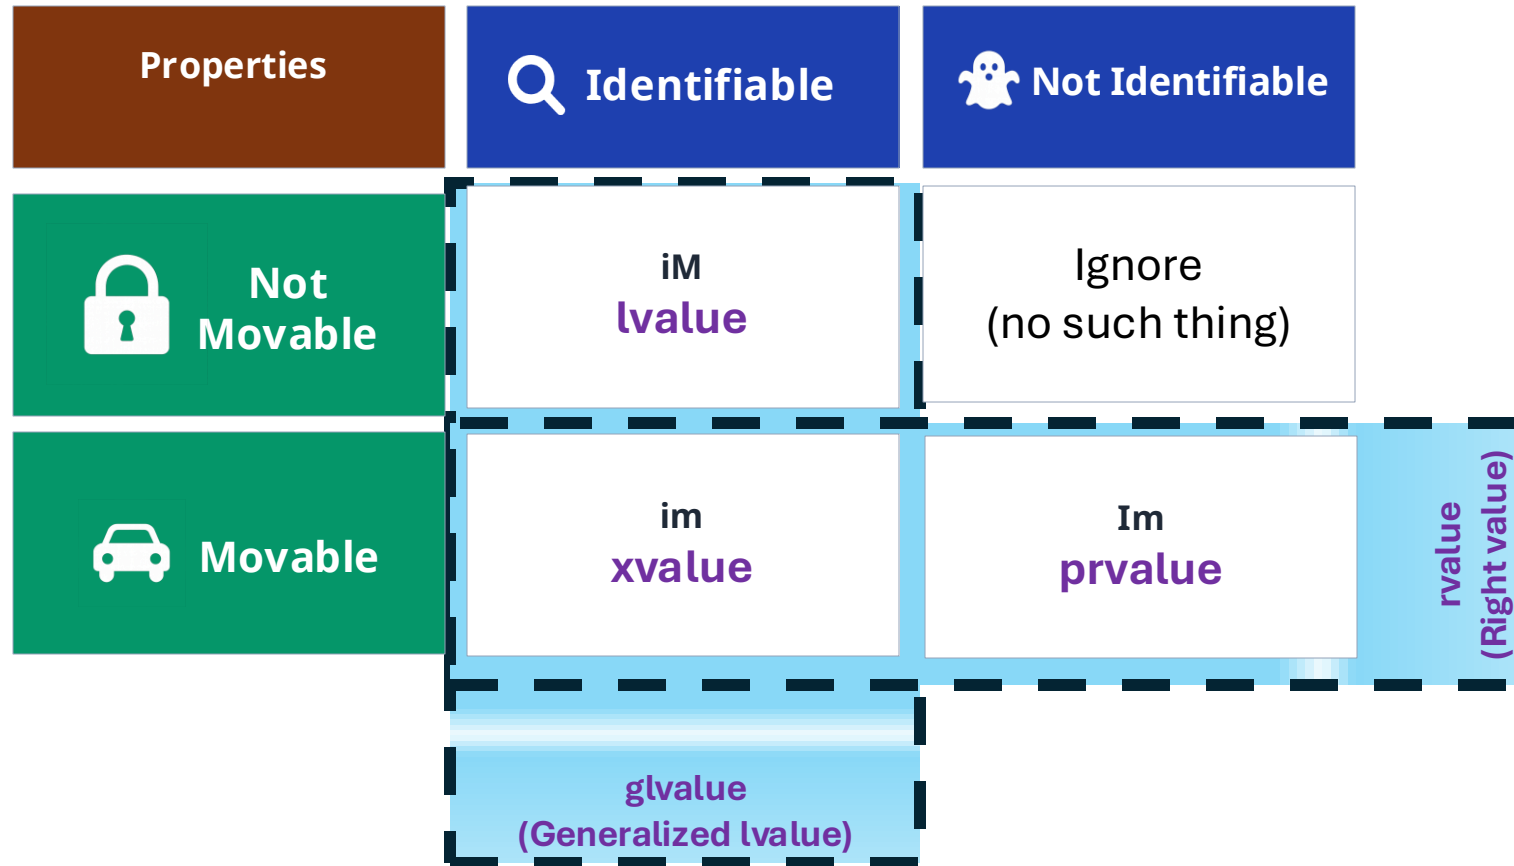 Properties
Identifiable
Not Identifiable
Not
Movable
iM
lvalue
Ignore
(no such thing)
Movable
im
xvalue
Im
prvalue
rvalue
(Right value)
glvalue
(Generalized lvalue)